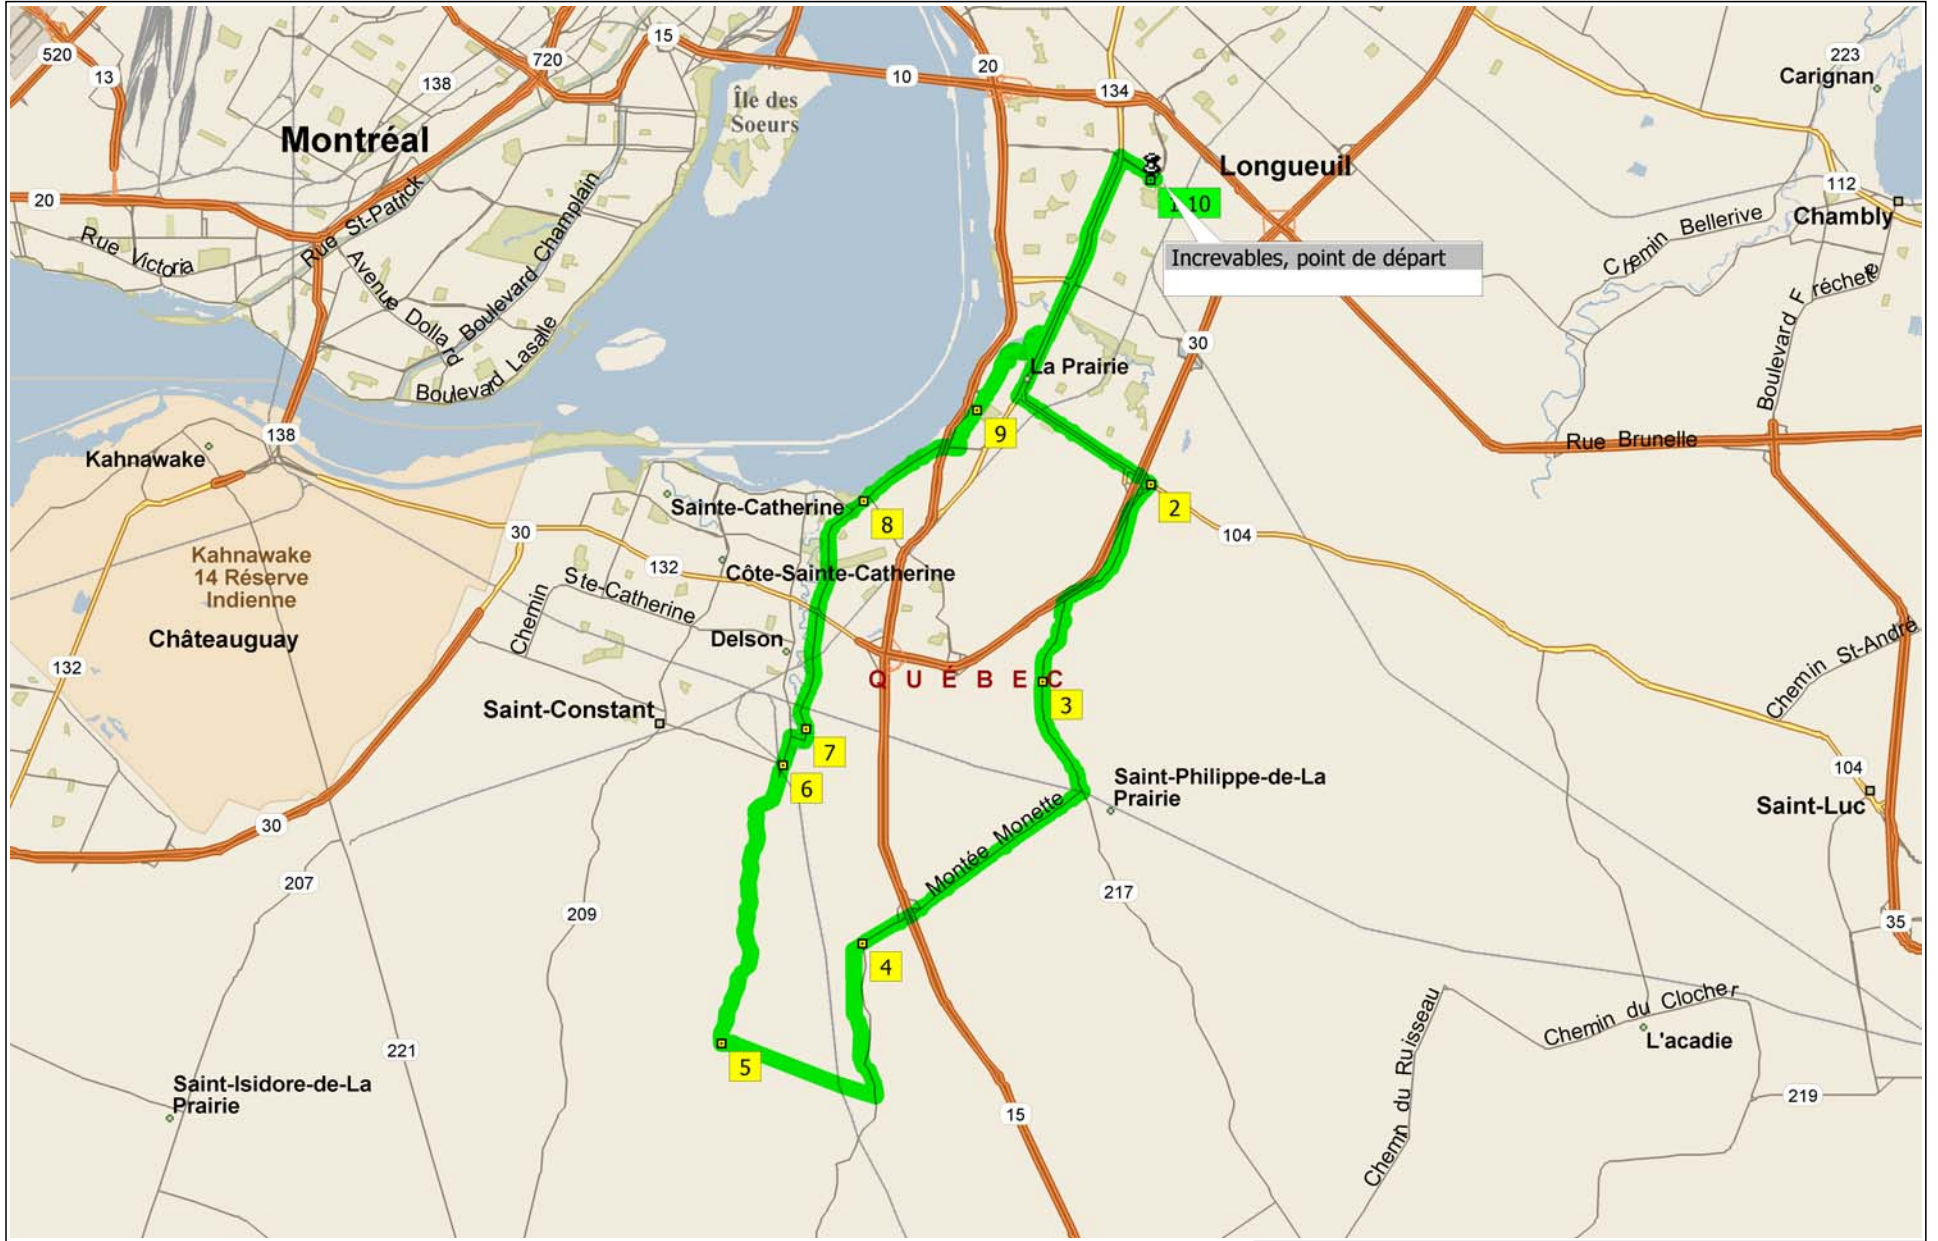 520
13
138
720
15
10
20
134
223
Carignan
Île des
Soeurs
Montréal
Longueuil
1 10
112
Chambly
20
Rue Victoria
Rue St-Patrick
Avenue Dollard
Boulevard Champlain
Boulevard Lasalle
Increvables, point de départ
Chemin Bellerive
Boulevard Fréchette
30
La Prairie
138
Kahnawake
9
Rue Brunelle
Sainte-Catherine
8
2
104
30
Kahnawake
14 Réserve
Indienne
132
Côte-Sainte-Catherine
Ste-Catherine
Chemin
Châteauguay
Delson
132
QUÉBEC
Chemin St-André
Saint-Constant
3
7
6
Saint-Philippe-de-La
Prairie
104
Saint-Luc
30
Montée Monette
207
209
217
35
4
Chemin du Ruisseau
Chemin du Clocher
L'acadie
221
5
Saint-Isidore-de-La
Prairie
15
219